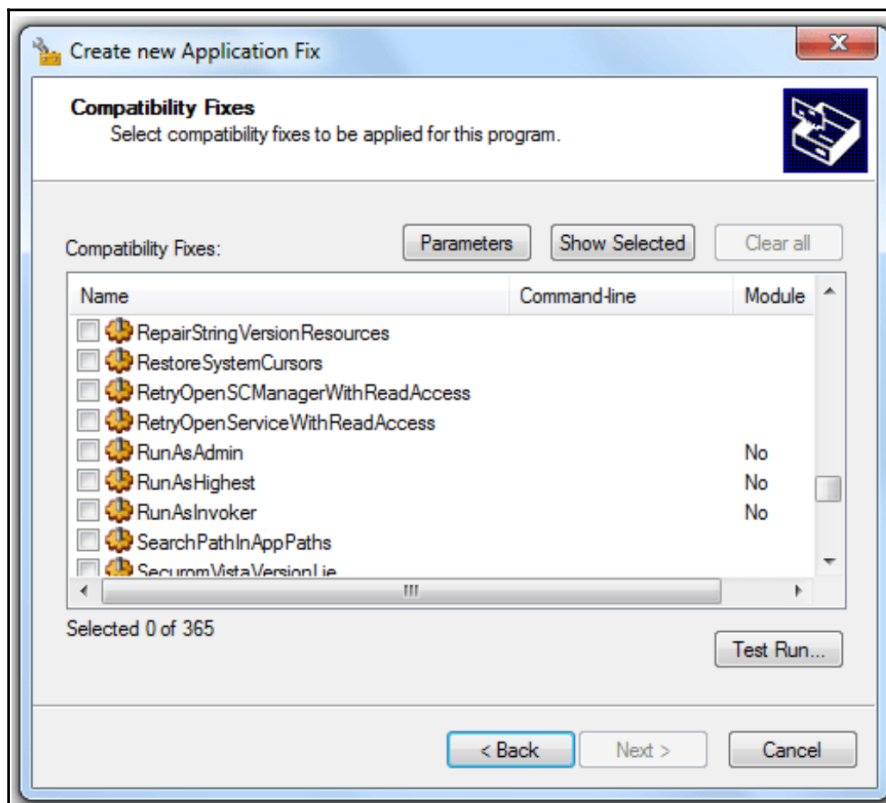 Create new Application Fix
Compatibility Fixes
Select compatibility fixes to be applied for this program.
Compatibility Fixes:
Parameters
Show Selected
Clear all
Name Command-line Module
RepairStringVersionResources
RestoreSystemCursors
RetryOpenSCManagerWithReadAccess
RetryOpenServiceWithReadAccess
RunAsAdmin No
RunAsHighest No
RunAsInvoker No
SearchPathInAppPaths
SecuromVistaVersionLie
Selected 0 of 365
Test Run...
< Back
Next >
Cancel